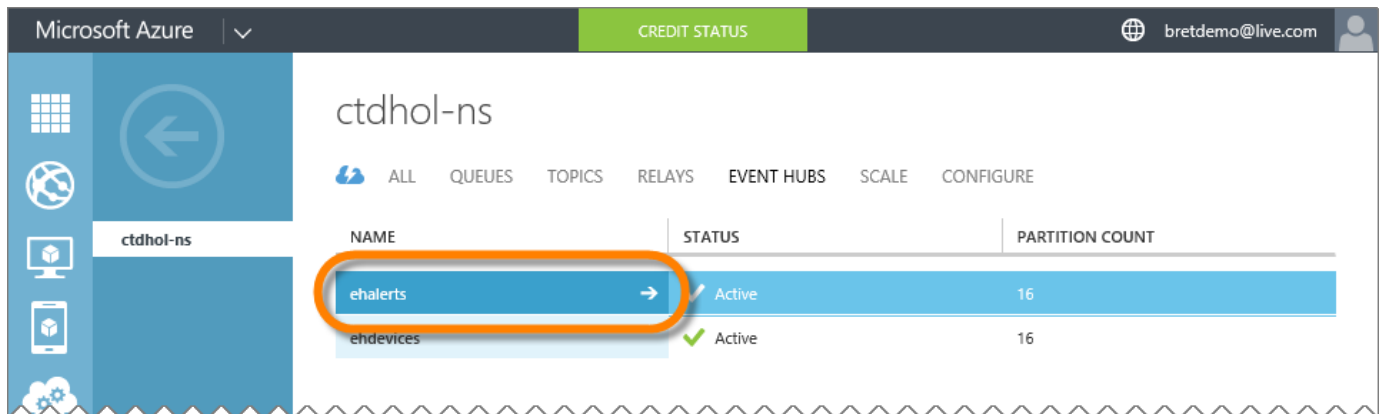 Microsoft Azure CREDIT STATUS bretdemo@live.com
ctdhol-ns
ALL QUEUES TOPICS RELAYS EVENT HUBS SCALE CONFIGURE
ctdhol-ns
NAME STATUS PARTITION COUNT
ehalerts Active 16
ehdevices Active 16